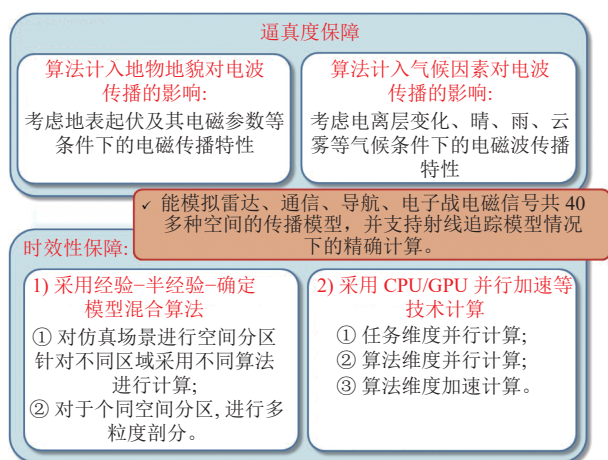 逼真度保障
算法计入地物地貌对电波
传播的影响:
考虑地表起伏及其电磁参数等
条件下的电磁传播特性
算法计入气候因素对电波
传播的影响:
考虑电离层变化、晴、雨、云
雾等气候条件下的电磁波传播
特性
✓ 能模拟雷达、通信、导航、电子战电磁信号共 40
多种空间的传播模型，并支持射线追踪模型情况
下的精确计算。
时效性保障:
1) 采用经验−半经验−确定
模型混合算法
① 对仿真场景进行空间分区
针对不同区域采用不同算法
进行计算;
② 对于个同空间分区, 进行多
粒度剖分。
2) 采用 CPU/GPU 并行加速等
技术计算
① 任务维度并行计算;
② 算法维度并行计算;
③ 算法维度加速计算。